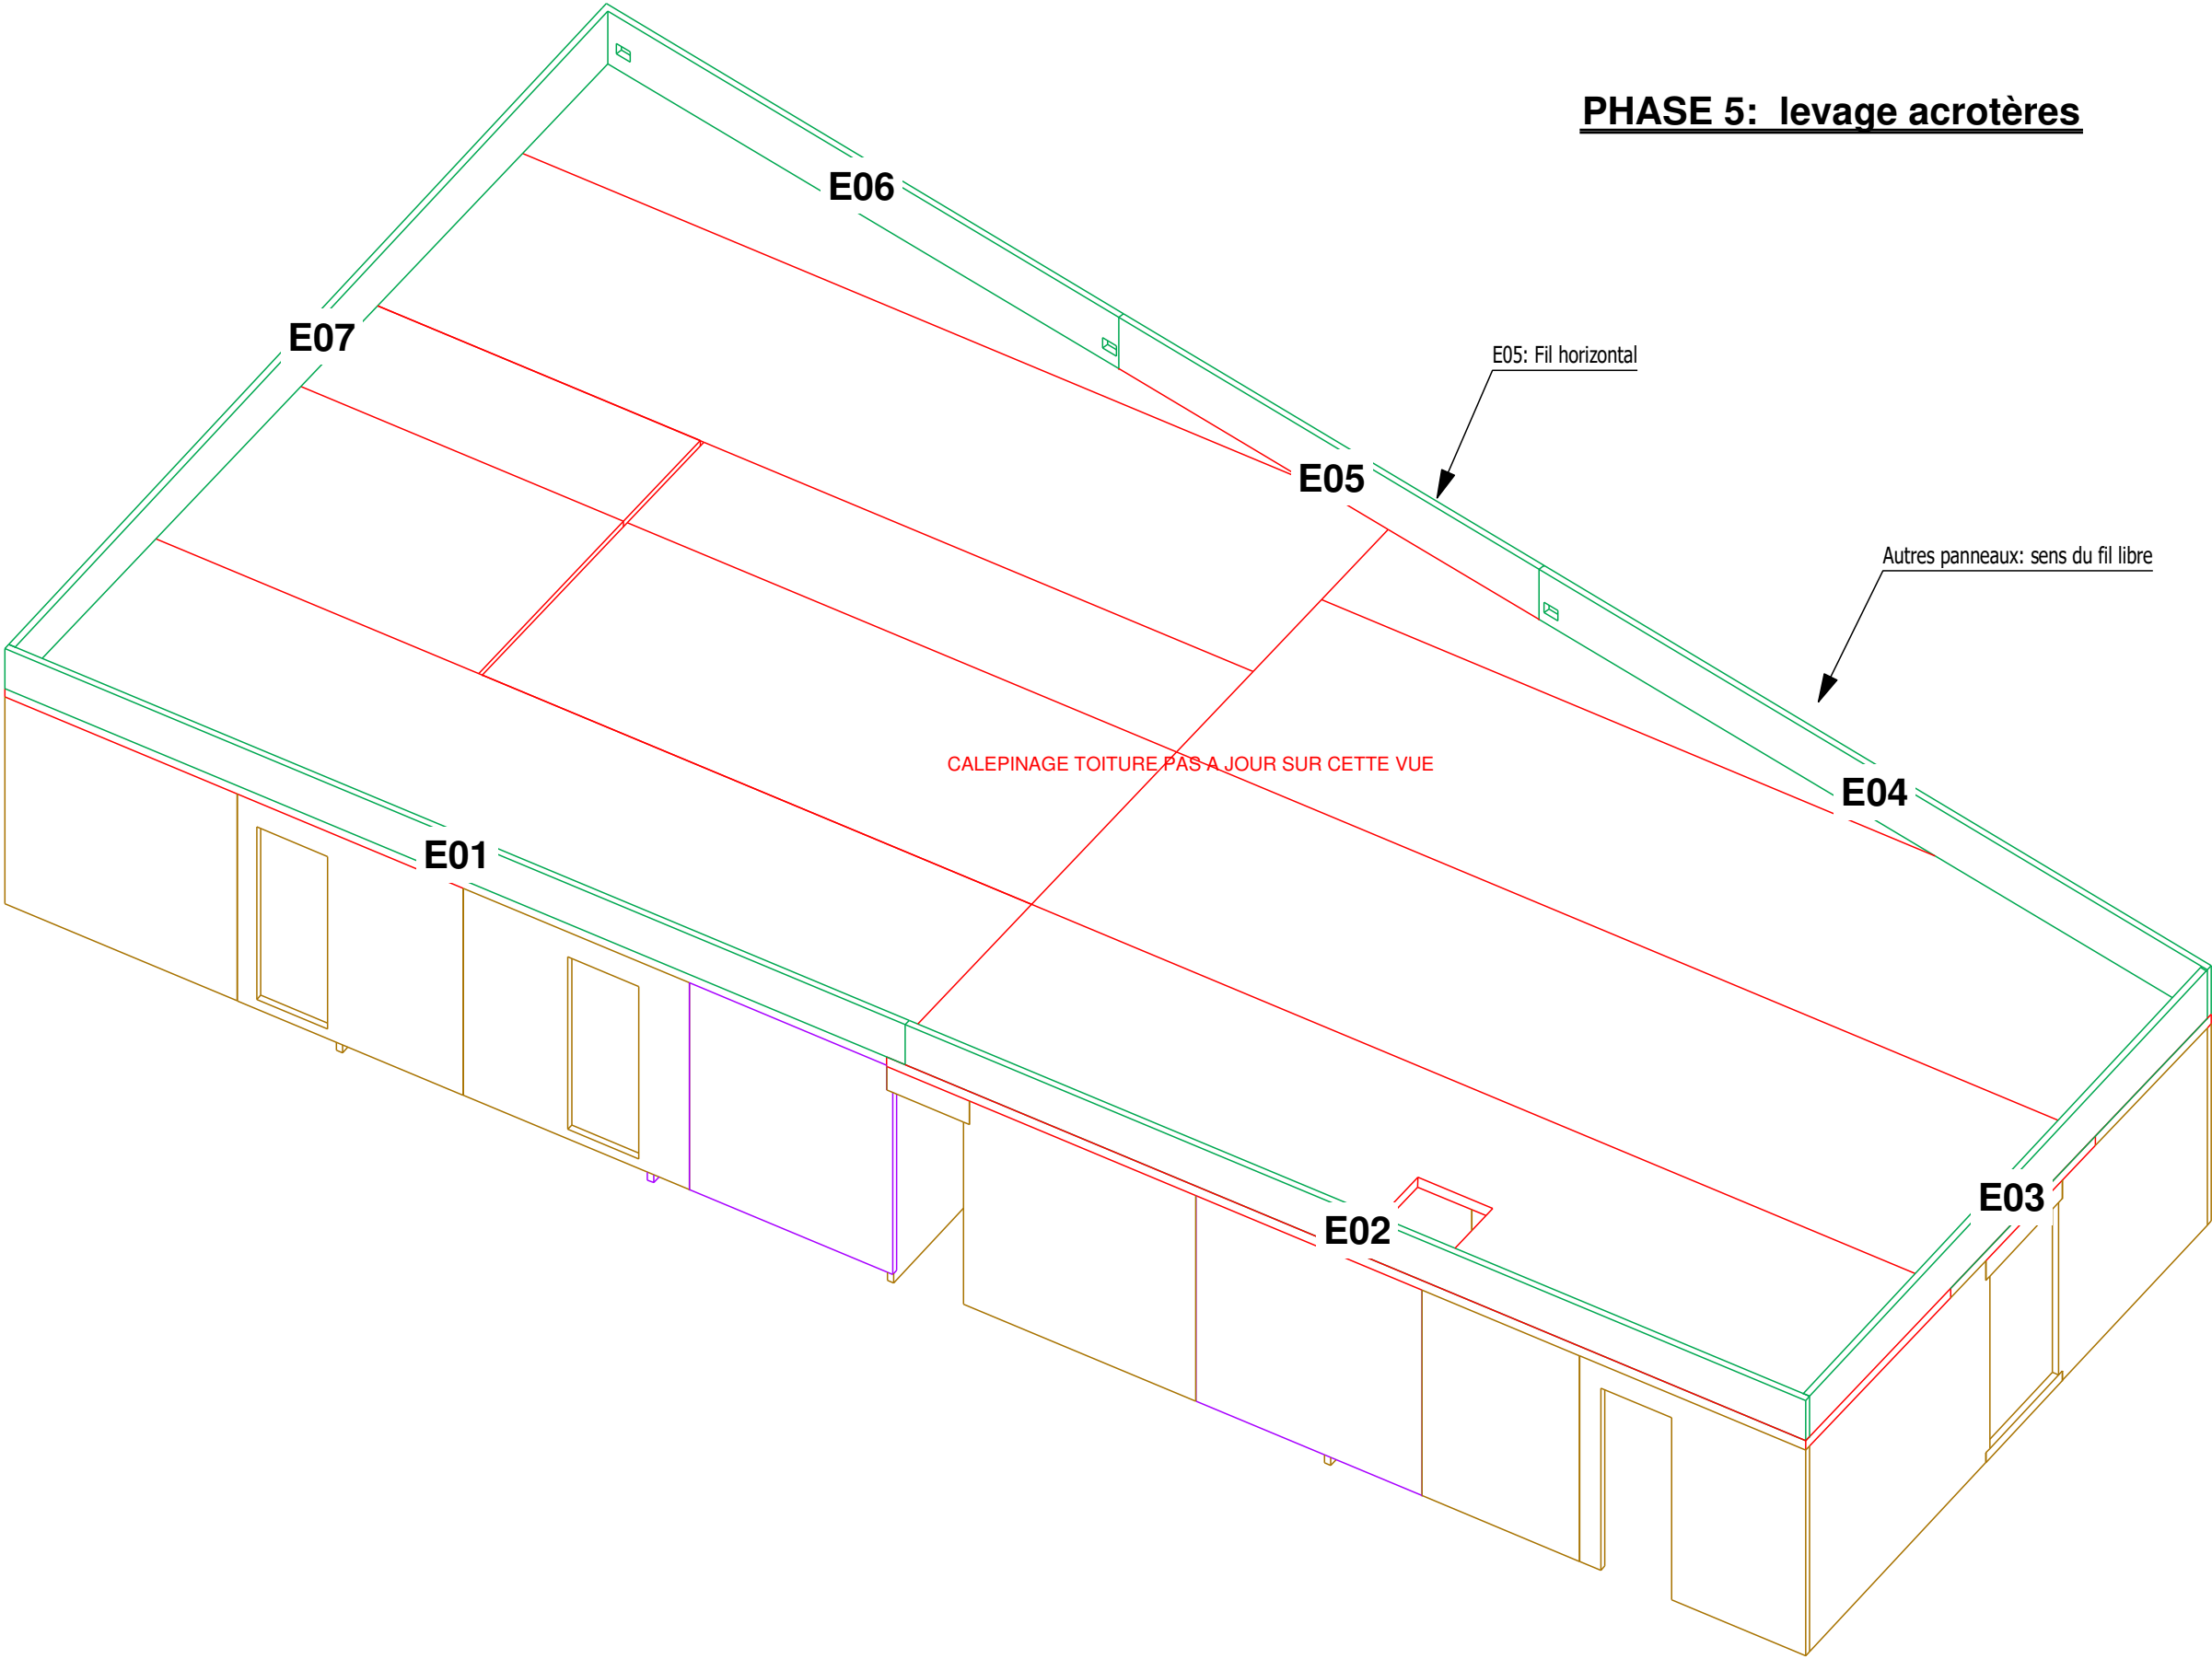 PHASE 5: levage acrotères
E06
E07
E05: Fil horizontal
E05
Autres panneaux: sens du fil libre
CALEPINAGE TOITURE PAS A JOUR SUR CETTE VUE
E04
E01
E03
E02